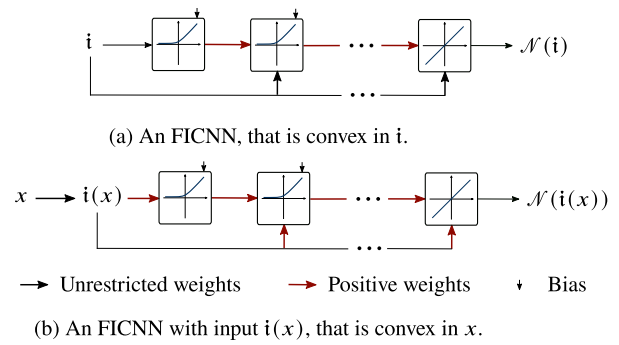 𝔦 ... 𝒩(𝔦)
...
(a) An FICNN, that is convex in 𝔦.
x 𝔦(x) ... 𝒩(𝔦(x))
...
Unrestricted weights Positive weights Bias
(b) An FICNN with input 𝔦(x), that is convex in x.